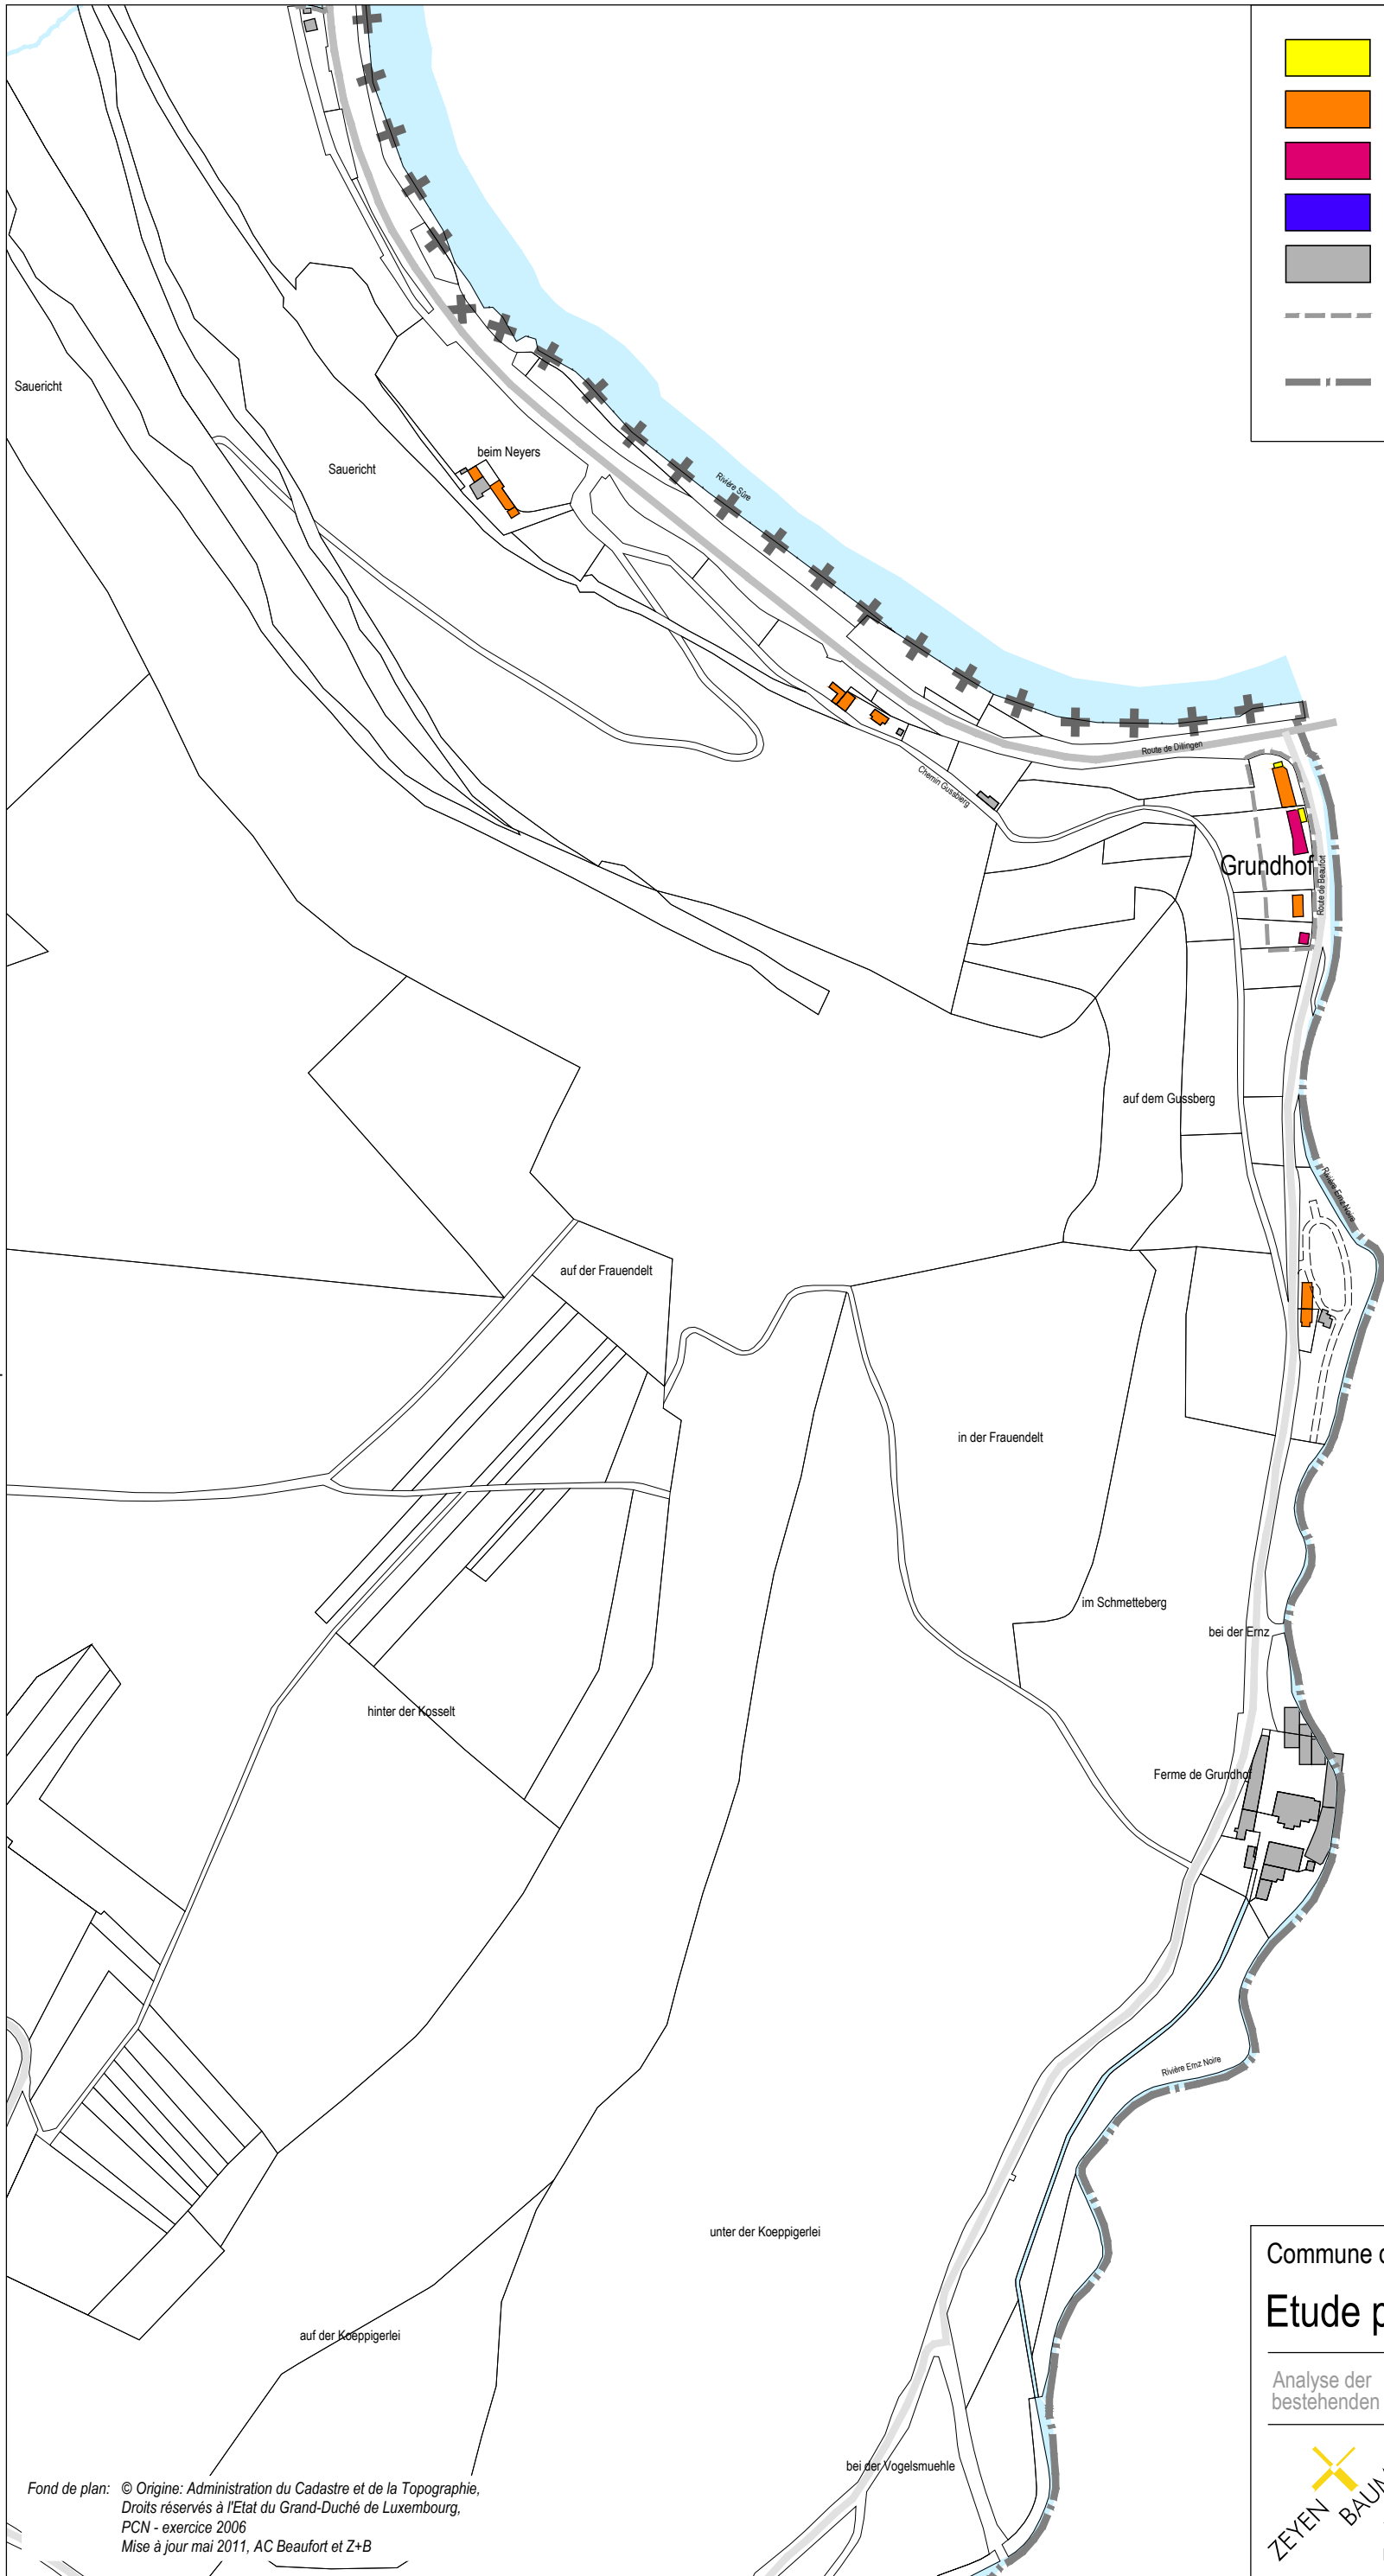 Sauericht
beim Neyers
Sauericht
Rivière Sûre
Route de Dillingen
Chemin Gussbierg
Grundhof
Route de Beaufort
auf dem Gussberg
Rivière Ernz Noire
auf der Frauendelt
in der Frauendelt
im Schmetteberg
bei der Ernz
hinter der Kosselt
Ferme de Grundhof
Rivière Ernz Noire
unter der Koeppigerlei
auf der Koeppigerlei
bei der Vogelsmuehle
Commune
Etude p
Analyse der
bestehenden
ZEYEN
BAUM
Fond de plan: © Origine: Administration du Cadastre et de la Topographie,
Droits réservés à l'Etat du Grand-Duché de Luxembourg,
PCN - exercice 2006
Mise à jour mai 2011, AC Beaufort et Z+B